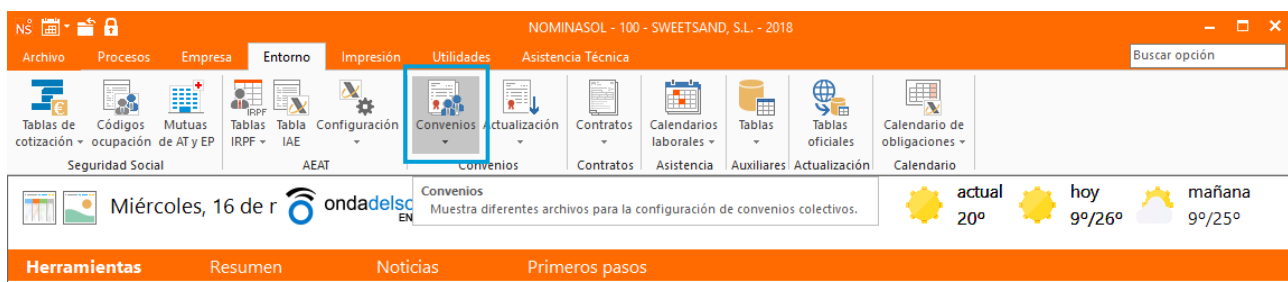 NS
NOMINASOL - 100 - SWEETSAND, S.L. - 2018
Archivo Procesos Empresa Entorno Impresión Utilidades Asistencia Técnica
Buscar opción
Tablas de cotización
Códigos ocupación
Mutuas de AT y EP
IRPF
Tablas IRPF
Tabla IAE
Configuración
Convenios
Actualización
Contratos
Calendarios laborales
Tablas
Tablas oficiales
Calendario de obligaciones
Seguridad Social
AEAT
Convenios
Contratos
Asistencia
Auxiliares
Actualización
Calendario
Miércoles, 16 de
ondadelso
EN
Convenios
Muestra diferentes archivos para la configuración de convenios colectivos.
actual
20º
hoy
9º/26º
mañana
9º/25º
Herramientas Resumen Noticias Primeros pasos